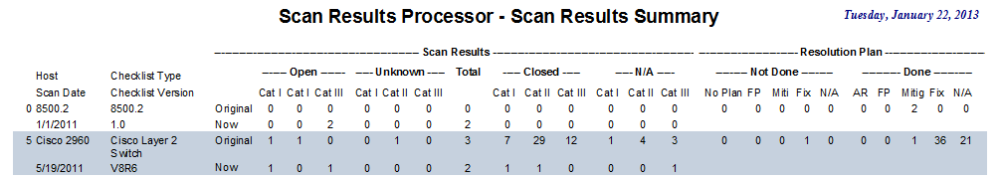 Scan Results Processor - Scan Results Summary
Tuesday, January 22, 2013
Scan Results Resolution Plan
Open Unknown Total Closed N/A Not Done Done
Host Checklist Type
Scan Date Checklist Version Cat I Cat I Cat III Cat I Cat II Cat III Cat I Cat II Cat III Cat I Cat II Cat III No Plan FP Miti Fix N/A AR FP Mitig Fix N/A
0 8500.2 8500.2 Original 0 0 0 0 0 0 0 0 0 0 0 0 0 0 0 0 0 0 0 0 2 0 0
1/1/2011 1.0 Now 0 0 2 0 0 0 2 0 0 0 0 0 0
5 Cisco 2960 Cisco Layer 2 Switch Original 1 1 0 0 1 0 3 7 29 12 1 4 3 0 0 0 1 0 0 0 1 36 21
5/19/2011 V8R6 Now 1 0 1 0 0 0 2 1 1 0 0 0 1